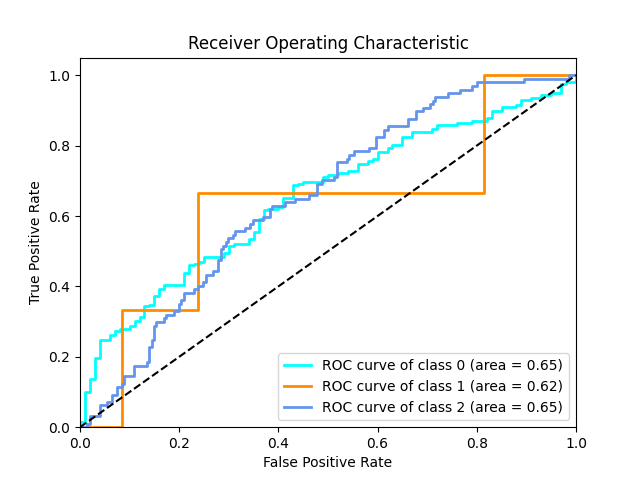 Receiver Operating Characteristic
True Positive Rate
1.0
0.8
0.6
0.4
0.2
0.0
ROC curve of class 0 (area = 0.65)
ROC curve of class 1 (area = 0.62)
ROC curve of class 2 (area = 0.65)
0.0 0.2 0.4 0.6 0.8 1.0
False Positive Rate